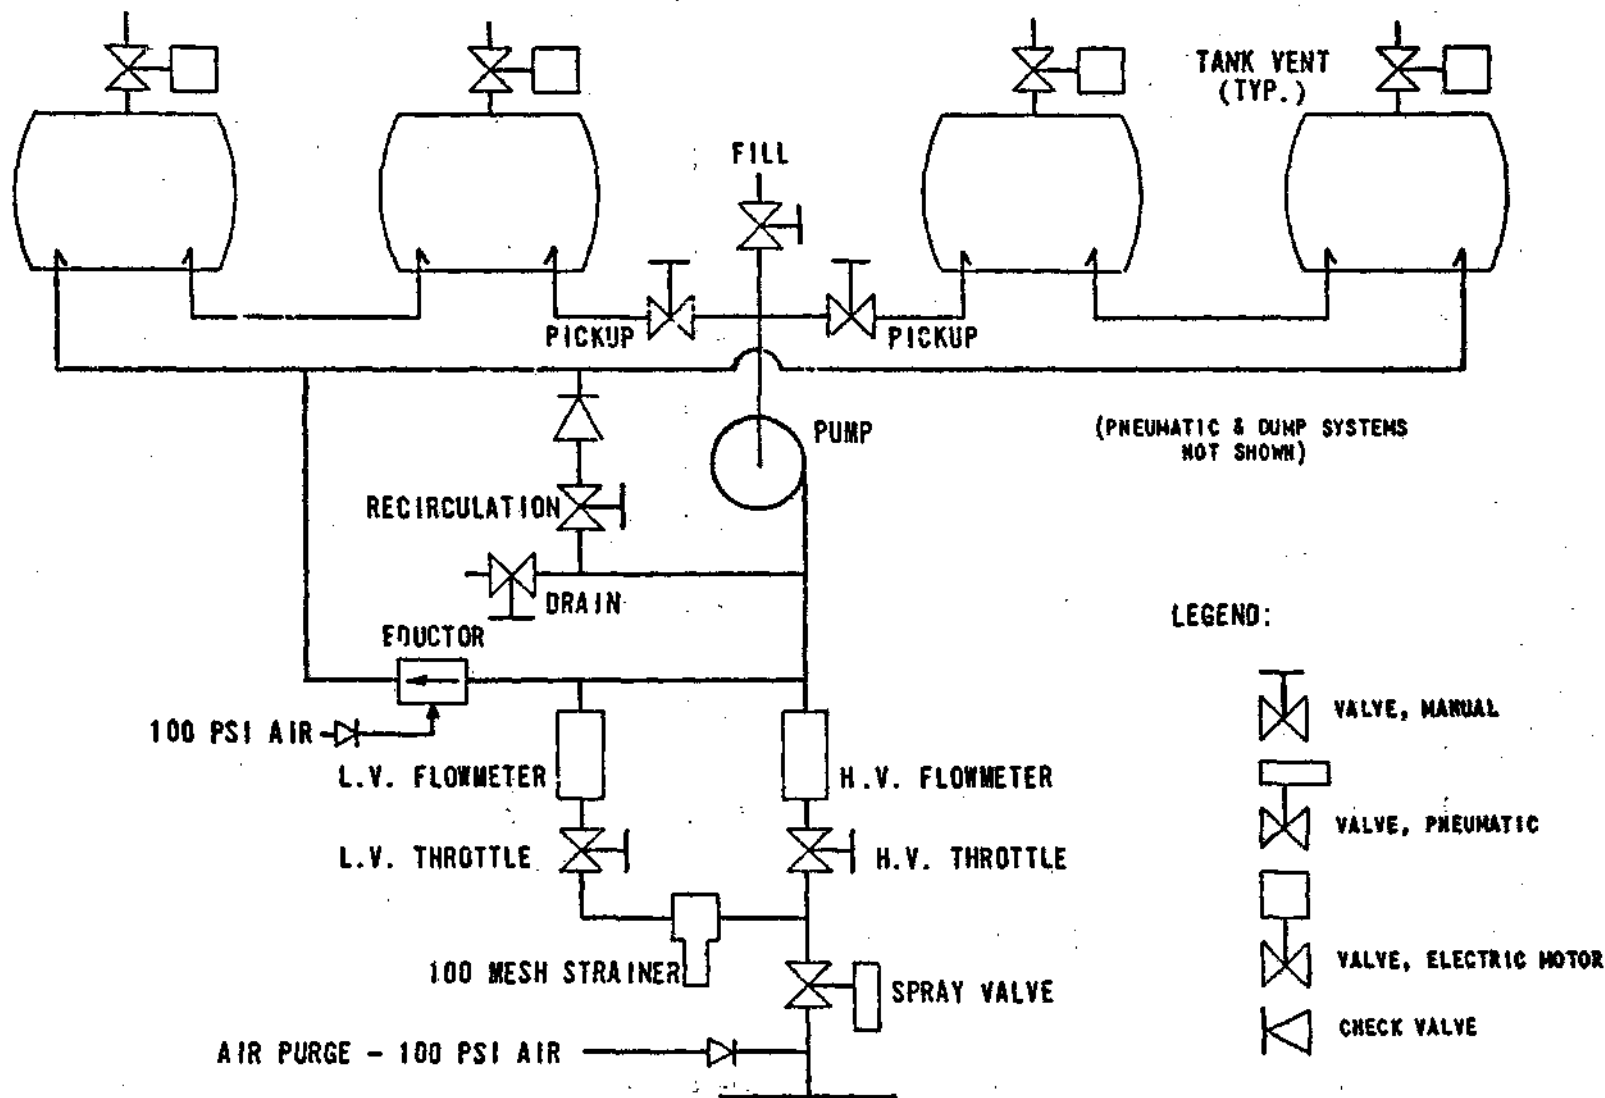 TANK VENT
(TYP.)
FILL
PICKUP
PICKUP
PUMP
(PNEUMATIC & DUMP SYSTEMS
NOT SHOWN)
RECIRCULATION
DRAIN
EDUCTOR
LEGEND:
100 PSI AIR
VALVE, MANUAL
L.V. FLOWMETER
H.V. FLOWMETER
VALVE, PNEUMATIC
L.V. THROTTLE
H.V. THROTTLE
100 MESH STRAINER
VALVE, ELECTRIC MOTOR
SPRAY VALVE
CHECK VALVE
AIR PURGE - 100 PSI AIR